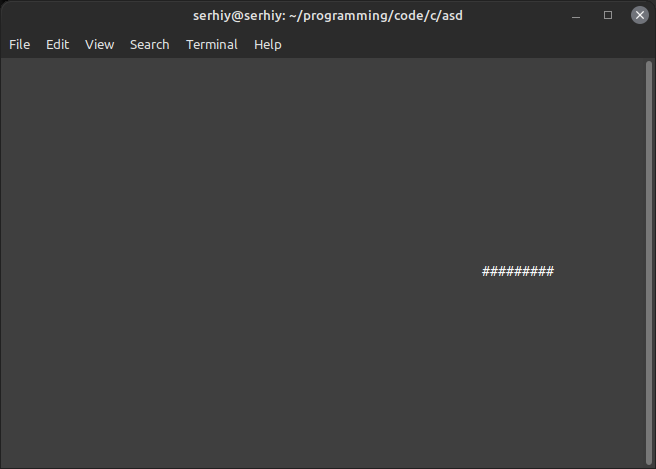 serhiy@serhiy: ~/programming/code/c/asd
File Edit View Search Terminal Help
#########